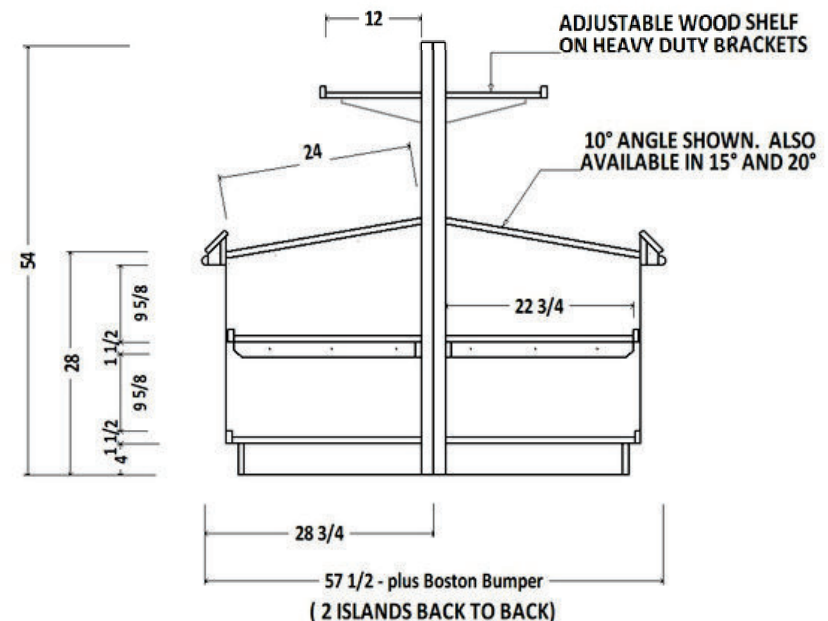 12
ADJUSTABLE WOOD SHELF
ON HEAVY DUTY BRACKETS
24
10° ANGLE SHOWN. ALSO
AVAILABLE IN 15° AND 20°
54
28
9 5/8
1 1/2
9 5/8
1 1/2
4
22 3/4
28 3/4
57 1/2 - plus Boston Bumper
( 2 ISLANDS BACK TO BACK)